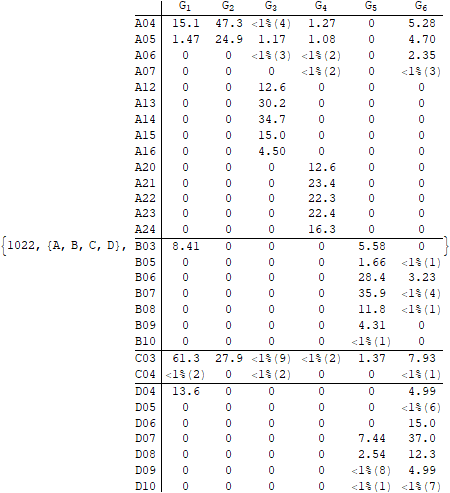 G1 G2 G3 G4 G5 G6
A04 15.1 47.3 <1%(4) 1.27 0 5.28
A05 1.47 24.9 1.17 1.08 0 4.70
A06 0 0 <1%(3) <1%(2) 0 2.35
A07 0 0 0 <1%(2) 0 <1%(3)
A12 0 0 12.6 0 0 0
A13 0 0 30.2 0 0 0
A14 0 0 34.7 0 0 0
A15 0 0 15.0 0 0 0
A16 0 0 4.50 0 0 0
A20 0 0 0 12.6 0 0
A21 0 0 0 23.4 0 0
A22 0 0 0 22.3 0 0
A23 0 0 0 22.4 0 0
A24 0 0 0 16.3 0 0
{1022, {A, B, C, D}, B03 8.41 0 0 0 5.58 0 }
B05 0 0 0 0 1.66 <1%(1)
B06 0 0 0 0 28.4 3.23
B07 0 0 0 0 35.9 <1%(4)
B08 0 0 0 0 11.8 <1%(1)
B09 0 0 0 0 4.31 0
B10 0 0 0 0 <1%(1) 0
C03 61.3 27.9 <1%(9) <1%(2) 1.37 7.93
C04 <1%(2) 0 <1%(2) 0 0 <1%(1)
D04 13.6 0 0 0 0 4.99
D05 0 0 0 0 0 <1%(6)
D06 0 0 0 0 0 15.0
D07 0 0 0 0 7.44 37.0
D08 0 0 0 0 2.54 12.3
D09 0 0 0 0 <1%(8) 4.99
D10 0 0 0 0 <1%(1) <1%(7)